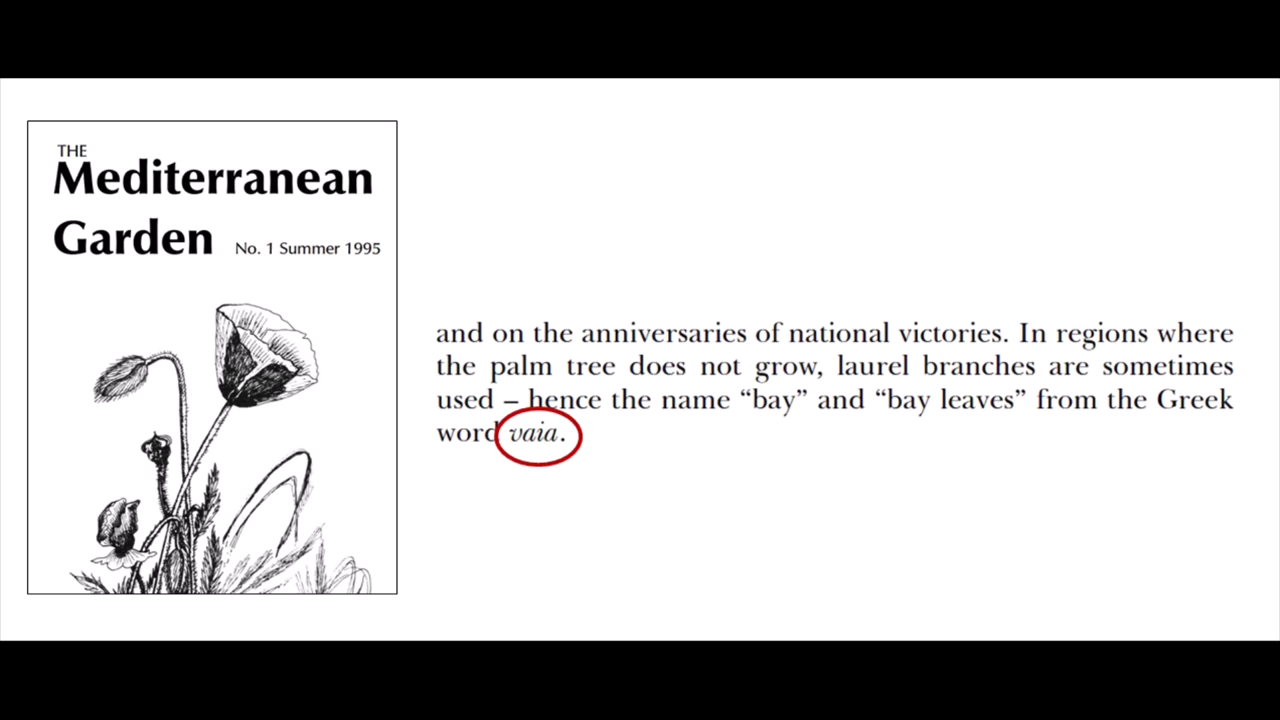 THE
Mediterranean
Garden No. 1 Summer 1995
and on the anniversaries of national victories. In regions where
the palm tree does not grow, laurel branches are sometimes
used – hence the name “bay” and “bay leaves” from the Greek
word vaia.